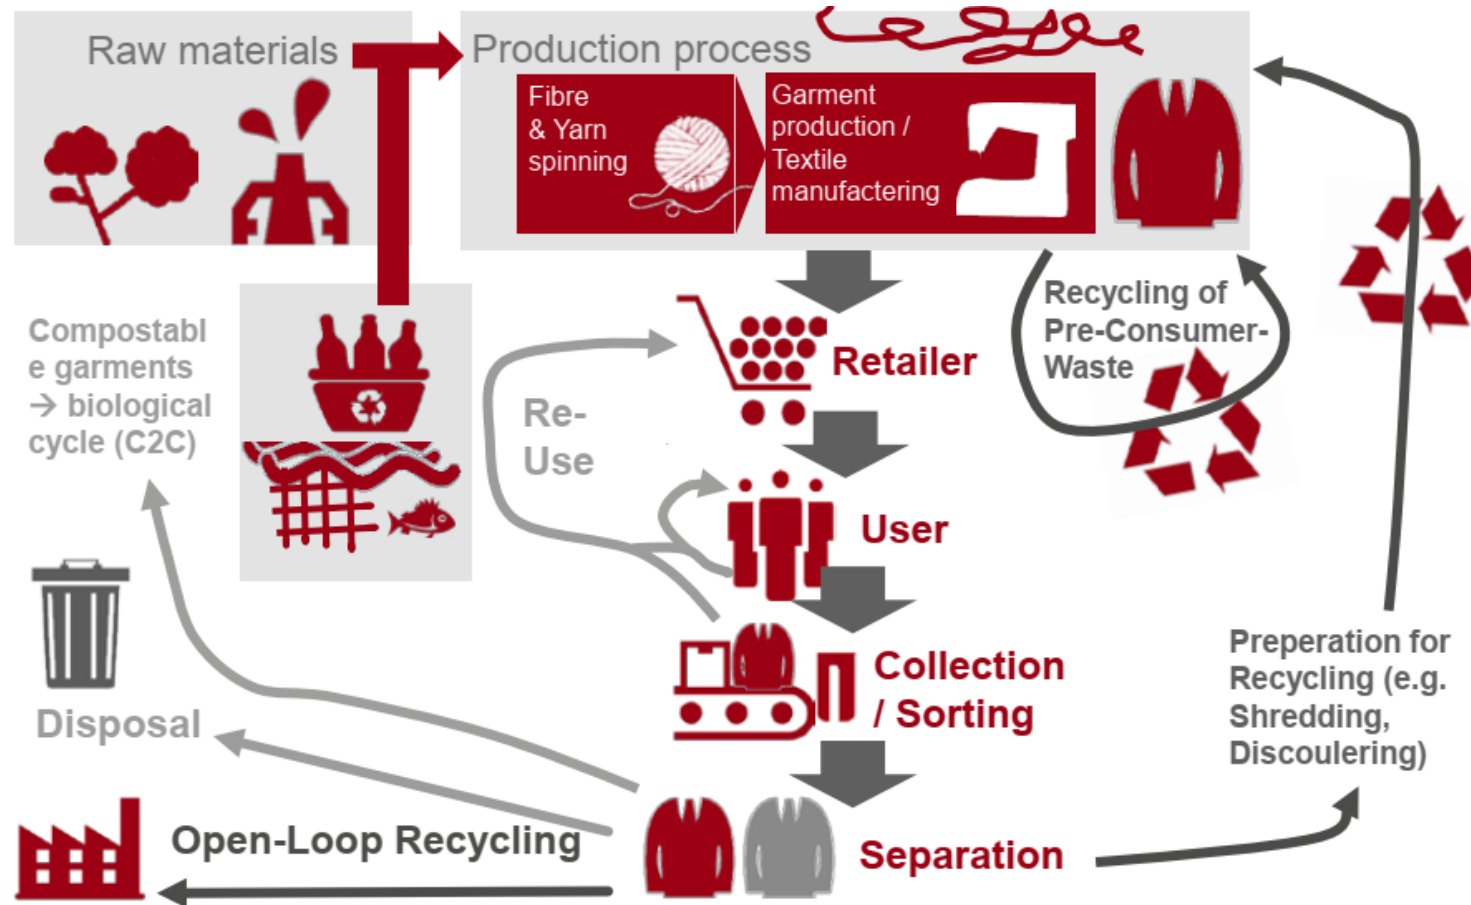 Raw materials
Production process
Fibre
& Yarn
spinning
Garment
production /
Textile
manufactering
Recycling of
Pre-Consumer-
Waste
Compostabl
e garments
→ biological
cycle (C2C)
Retailer
Re-
Use
User
Collection
/ Sorting
Preperation for
Recycling (e.g.
Shredding,
Discoulering)
Disposal
Open-Loop Recycling
Separation